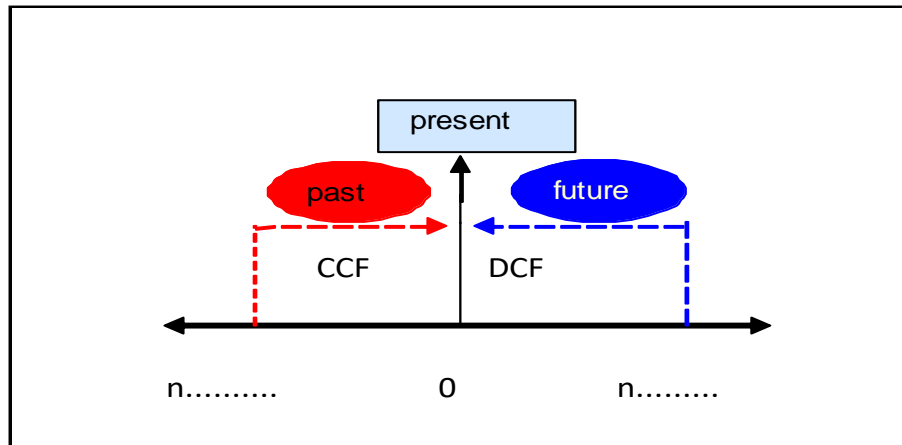 present
past
future
CCF
DCF
n..........
0
n.........